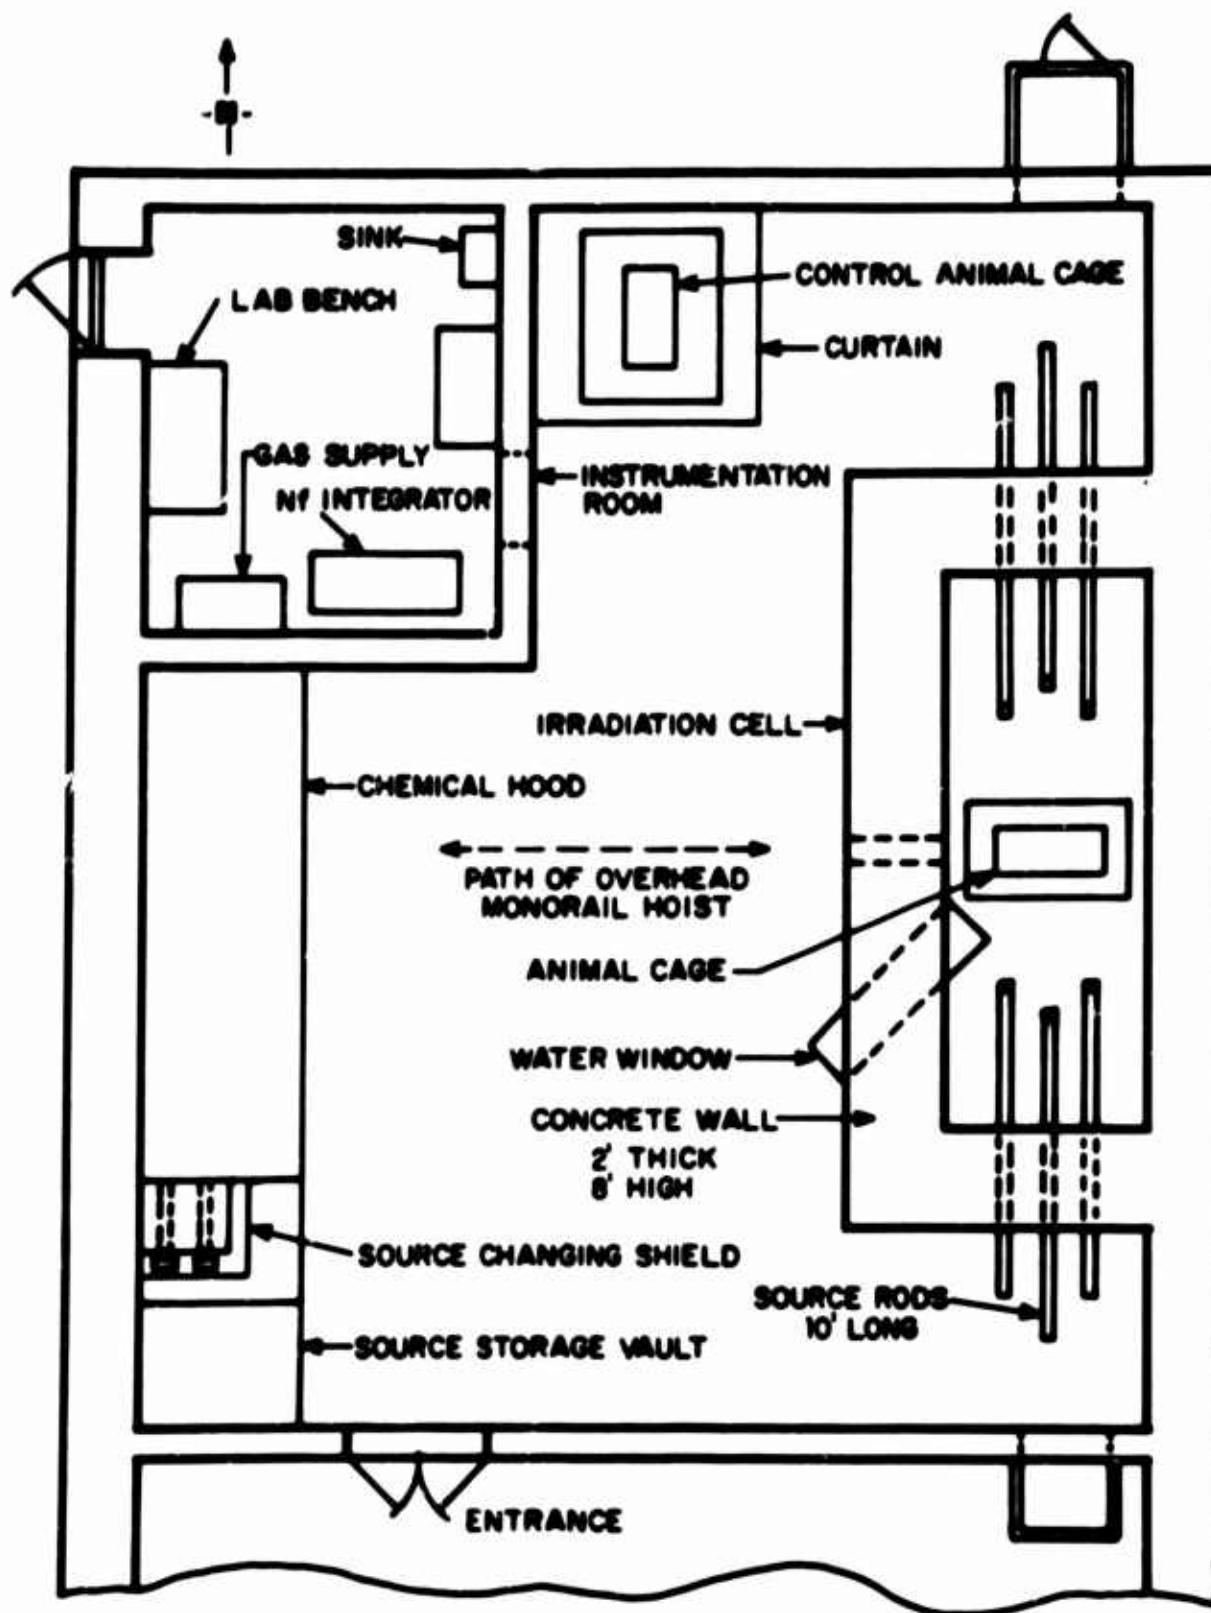 SINK
LAB BENCH
CONTROL ANIMAL CAGE
CURTAIN
GAS SUPPLY
Nf INTEGRATOR
INSTRUMENTATION
ROOM
IRRADIATION CELL
CHEMICAL HOOD
PATH OF OVERHEAD
MONORAIL HOIST
ANIMAL CAGE
WATER WINDOW
CONCRETE WALL
2' THICK
8' HIGH
SOURCE CHANGING SHIELD
SOURCE RODS
10' LONG
SOURCE STORAGE VAULT
ENTRANCE